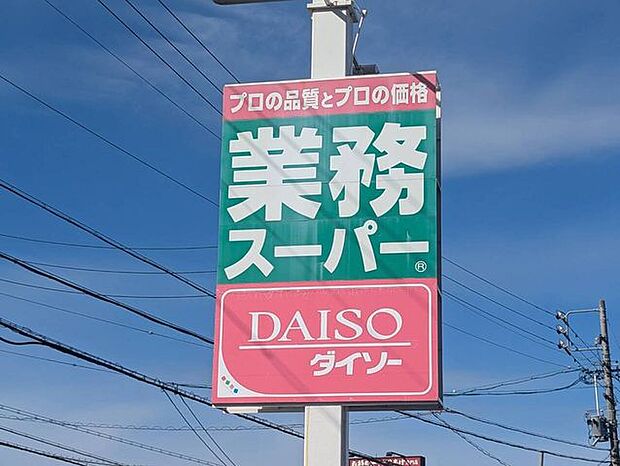 プロの品質とプロの価格
業務
スーパー
®
DAISO
ダイソー